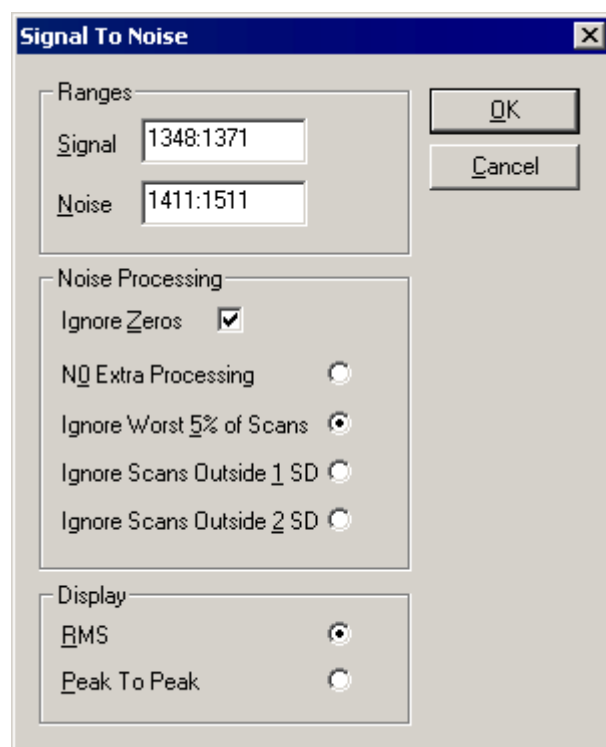 Signal To Noise
Ranges
Signal 1348:1371
Noise 1411:1511
OK
Cancel
Noise Processing
Ignore Zeros
N0 Extra Processing
Ignore Worst 5% of Scans
Ignore Scans Outside 1 SD
Ignore Scans Outside 2 SD
Display
RMS
Peak To Peak